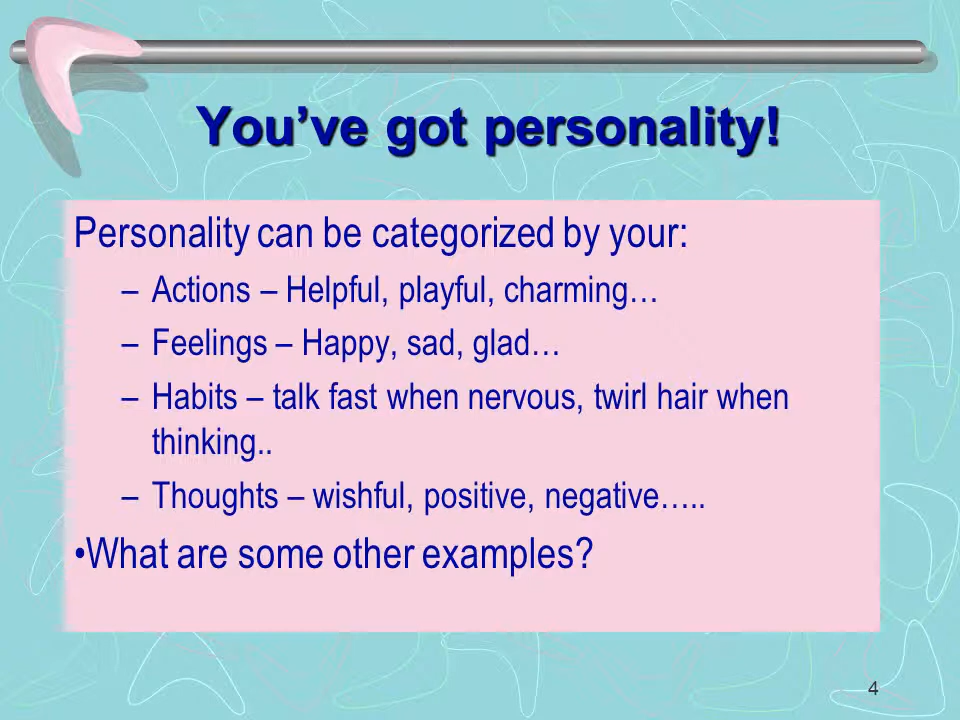 You’ve got personality!
Personality can be categorized by your:
– Actions – Helpful, playful, charming…
– Feelings – Happy, sad, glad…
– Habits – talk fast when nervous, twirl hair when
thinking..
– Thoughts – wishful, positive, negative…..
•What are some other examples?
4